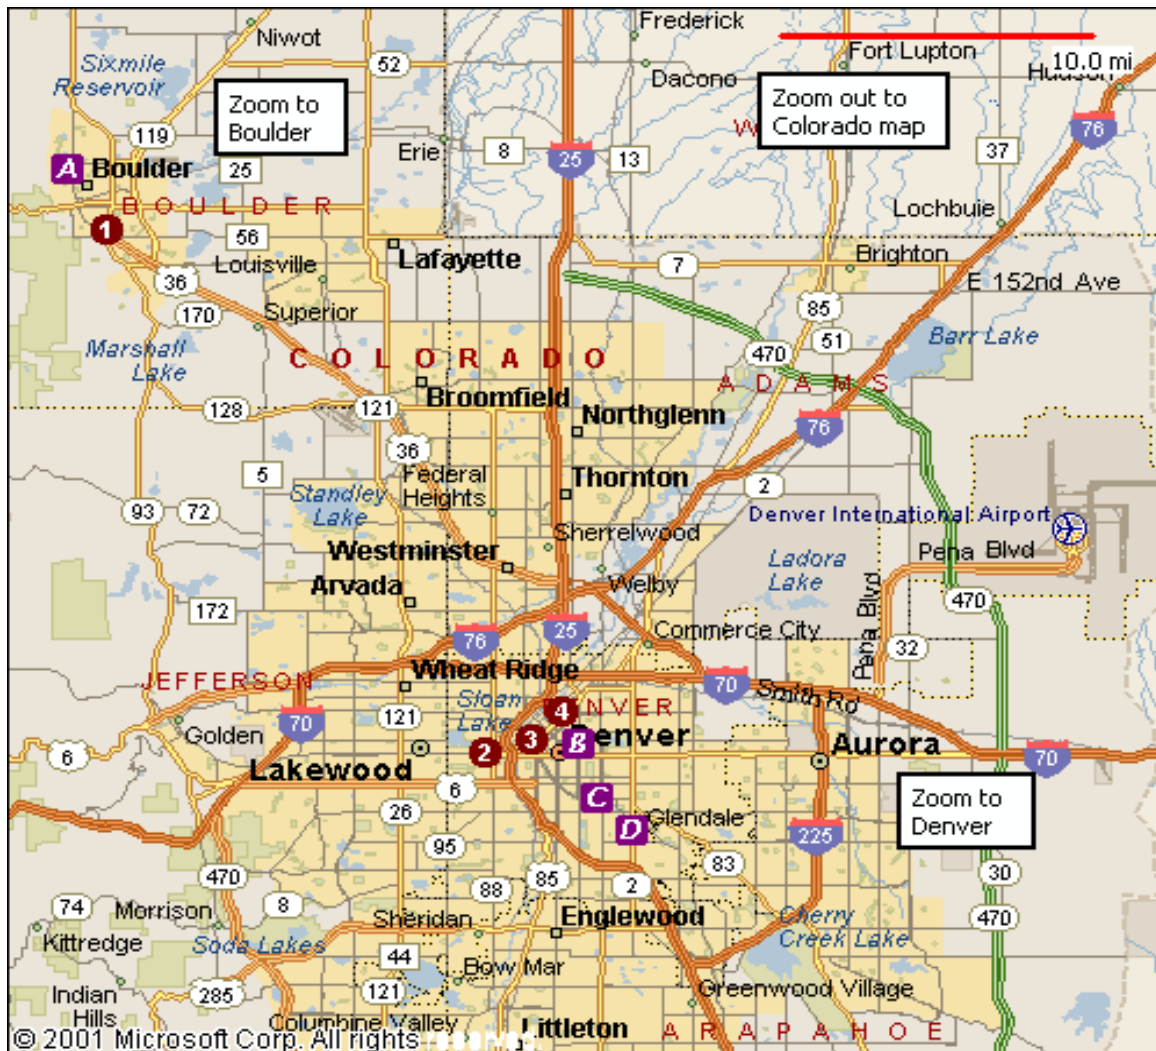 Frederick
Niwot
Fort Lupton
Sixmile
Reservoir
52
Dacono
10.0 mi
Hudson
Zoom to
Boulder
Zoom out to
Colorado map
119
76
Erie
8
25
13
37
A
Boulder
25
BOULDER
Lochbuie
1
56
Lafayette
7
Brighton
Louisville
36
E 152nd Ave
170
Superior
85
51
Barr Lake
Marshall
Lake
COLORADO
470
ADAMS
Broomfield
128
121
Northglenn
76
36
5
Federal
Heights
Thornton
2
Standley
Lake
93
72
Denver International Airport
Sherrelwood
Westminster
Pena Blvd
Ladora
Lake
Welby
Arvada
Pena Blvd
470
172
76
25
Commerce City
32
Wheat Ridge
JEFFERSON
70
Smith Rd
Sloan
Lake
4
70
121
Golden
3
B
Denver
2
Aurora
6
70
Lakewood
6
C
Zoom to
Denver
26
D
Glendale
225
95
83
470
88
85
2
30
74
Morrison
8
Englewood
Cherry
Creek Lake
470
Sheridan
Kittredge
Soda Lakes
44
Bow Mar
Indian
Hills
285
121
Greenwood Village
Columbine Valley
Littleton
ARAPAHOE
© 2001 Microsoft Corp. All rights reserved.